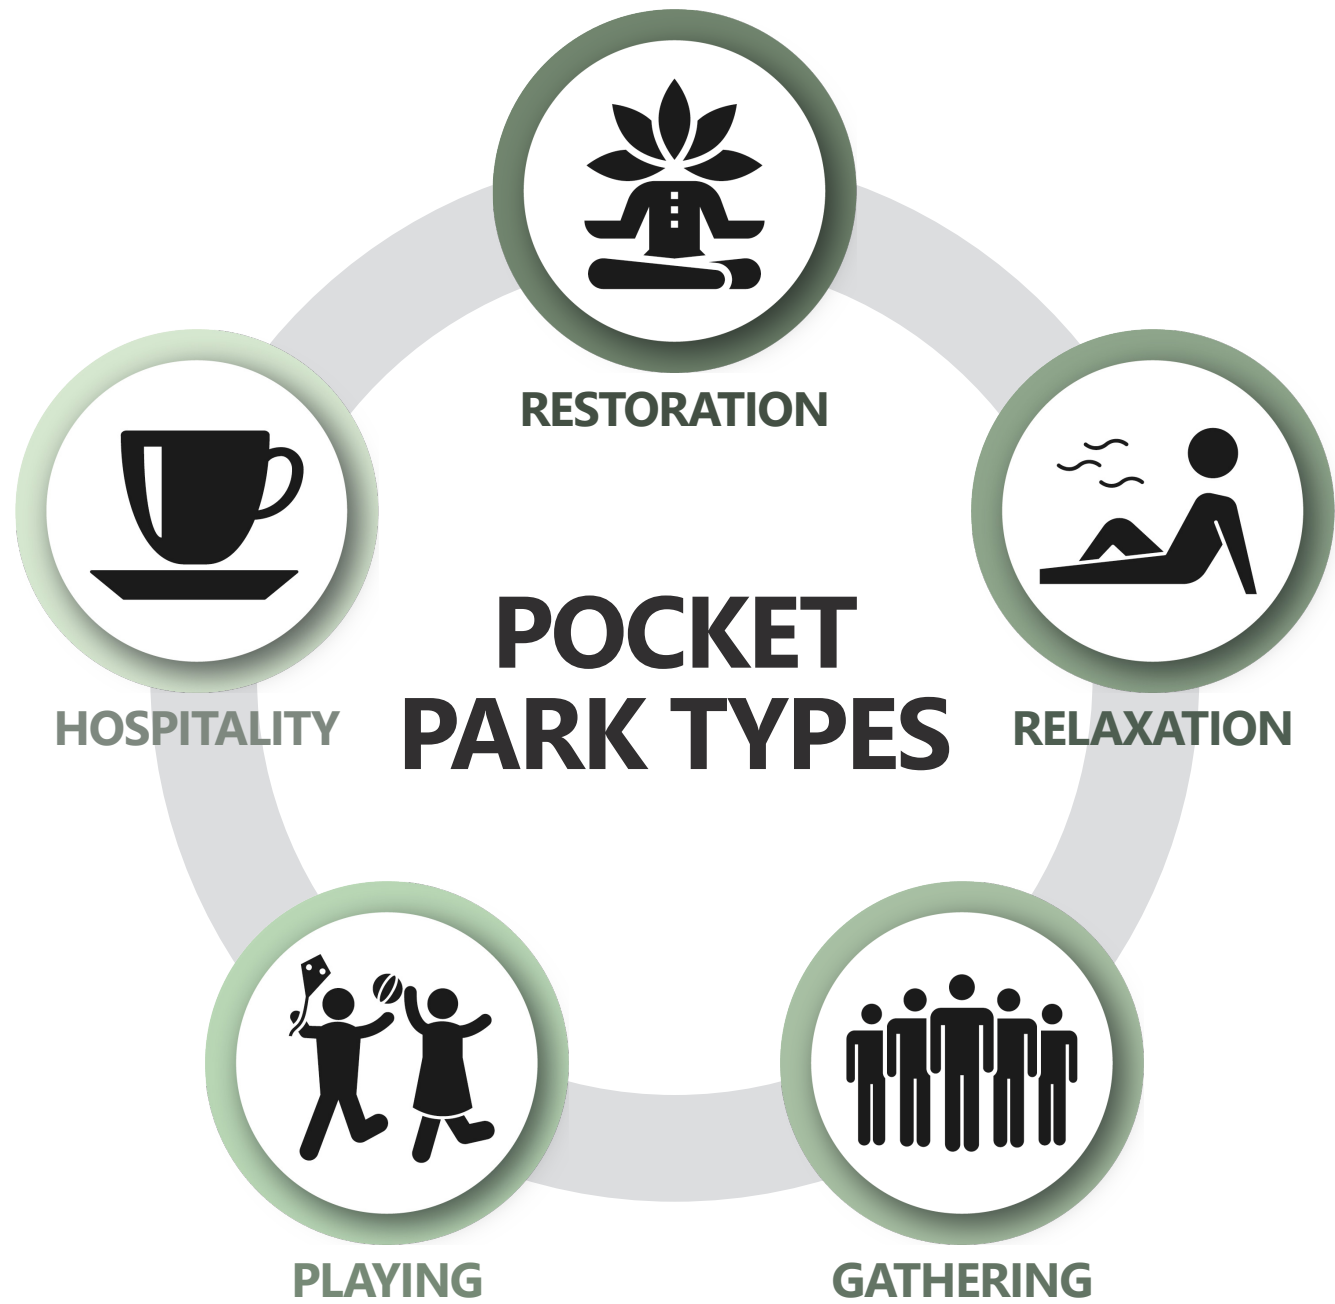 RESTORATION
POCKET
PARK TYPES
HOSPITALITY
RELAXATION
PLAYING
GATHERING